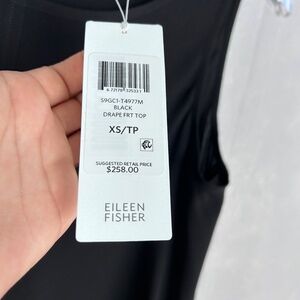 S9GC1-T4977M
BLACK
DRAPE FRT TOP
XS/TP
SUGGESTED RETAIL PRICE
$258.00
EILEEN
FISHER